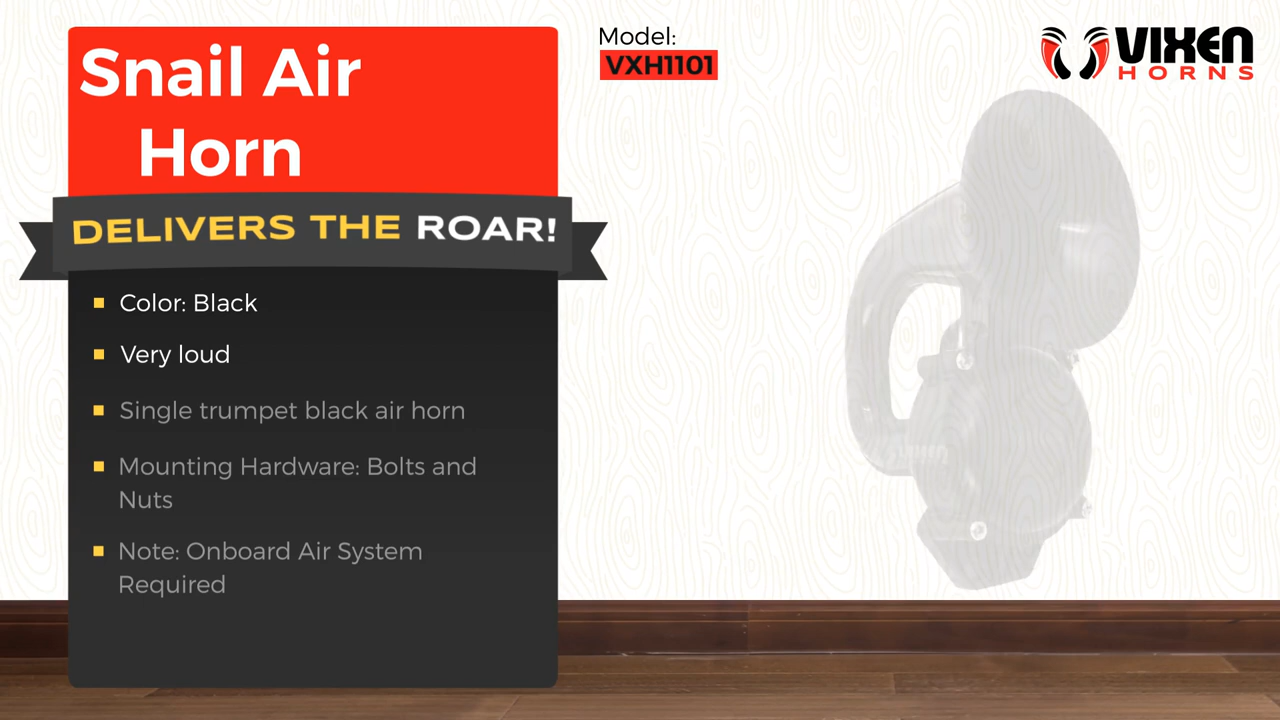 Snail Air
Horn
DELIVERS THE ROAR!
Color: Black
Very loud
Single trumpet black air horn
Mounting Hardware: Bolts and
Nuts
Note: Onboard Air System
Required
Model:
VXH1101
VIXEN
HORNS